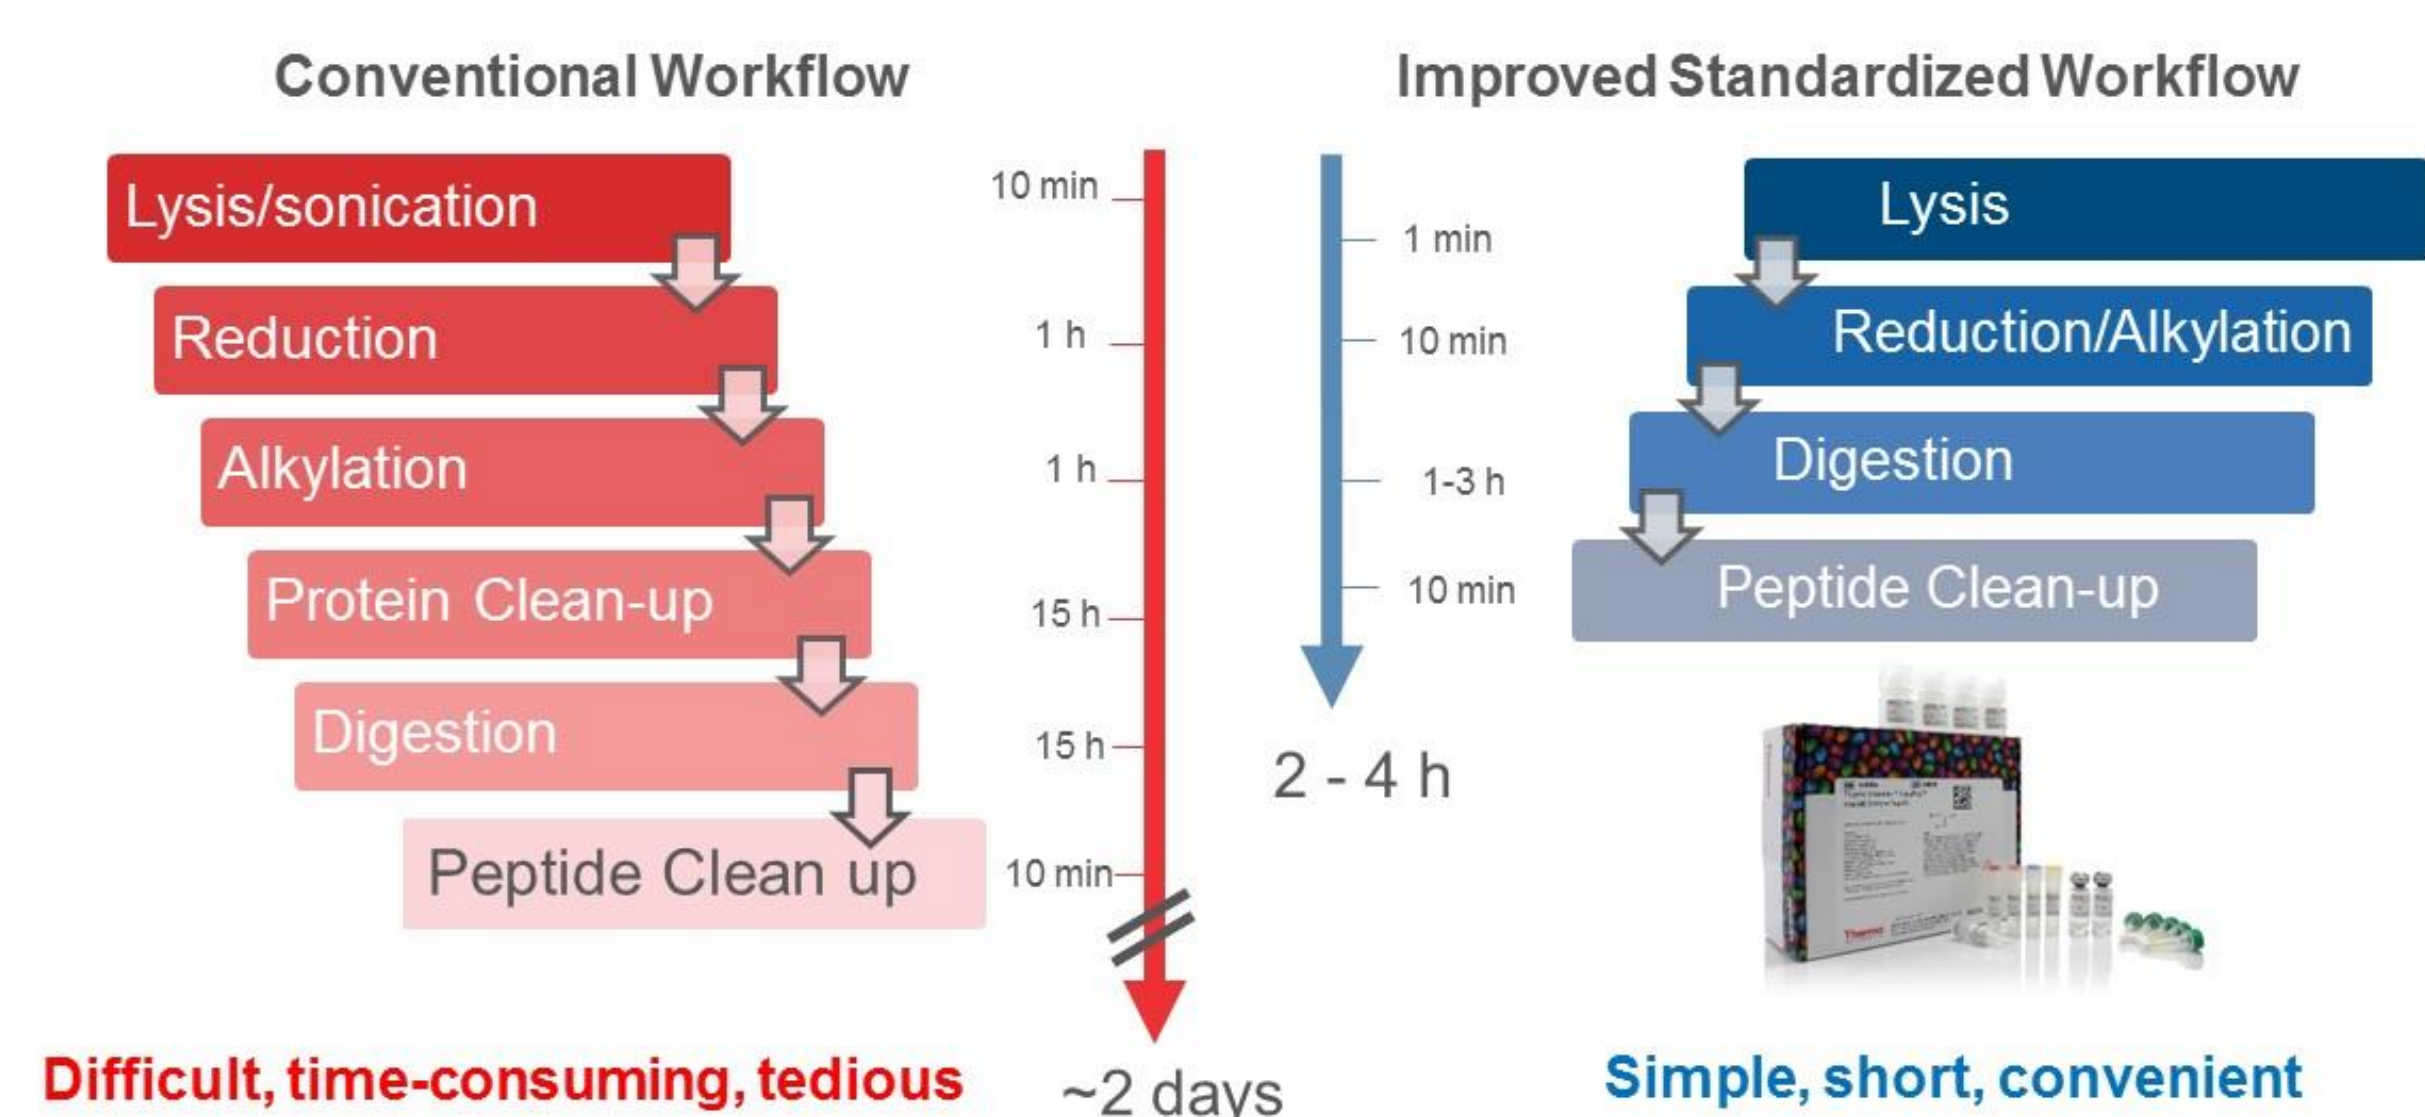 Conventional Workflow
Lysis/sonication
Reduction
Alkylation
Protein Clean-up
Digestion
Peptide Clean up
Difficult, time-consuming, tedious
10 min
1 h
1 h
15 h
15 h
10 min
~2 days
Improved Standardized Workflow
1 min
10 min
1-3 h
10 min
2 - 4 h
Lysis
Reduction/Alkylation
Digestion
Peptide Clean-up
Thermo
Simple, short, convenient